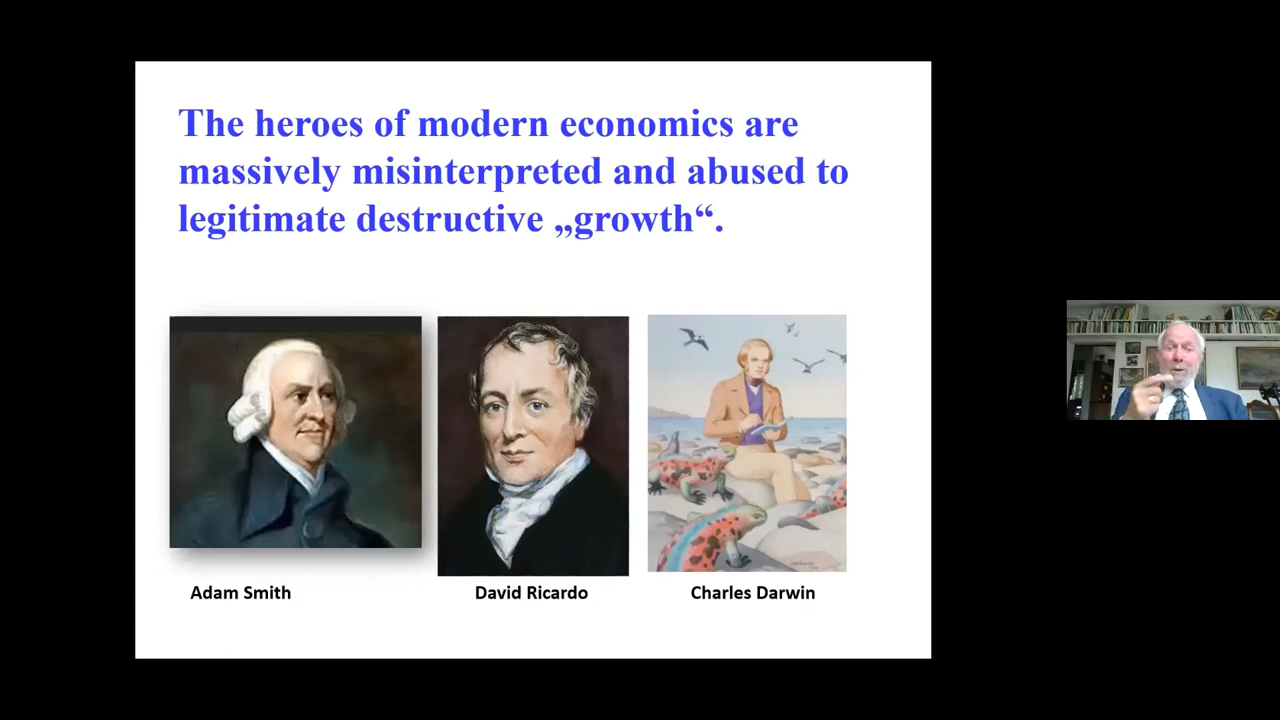 The heroes of modern economics are
massively misinterpreted and abused to
legitimate destructive „growth“.
Adam Smith
David Ricardo
Charles Darwin